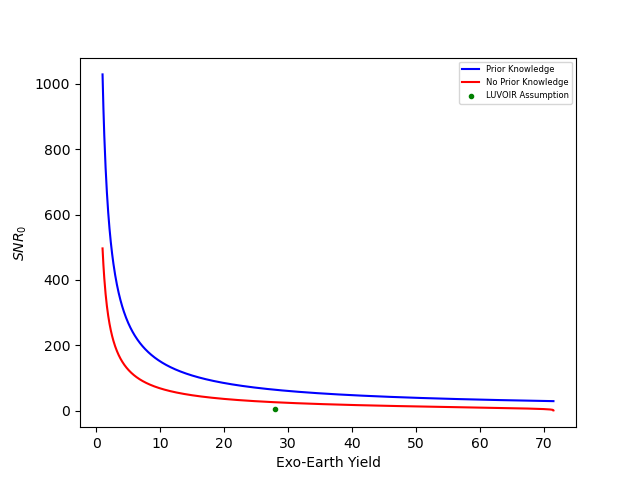 Prior Knowledge
No Prior Knowledge
LUVOIR Assumption
1000
800
600
400
200
0
SNR₀
0 10 20 30 40 50 60 70
Exo-Earth Yield